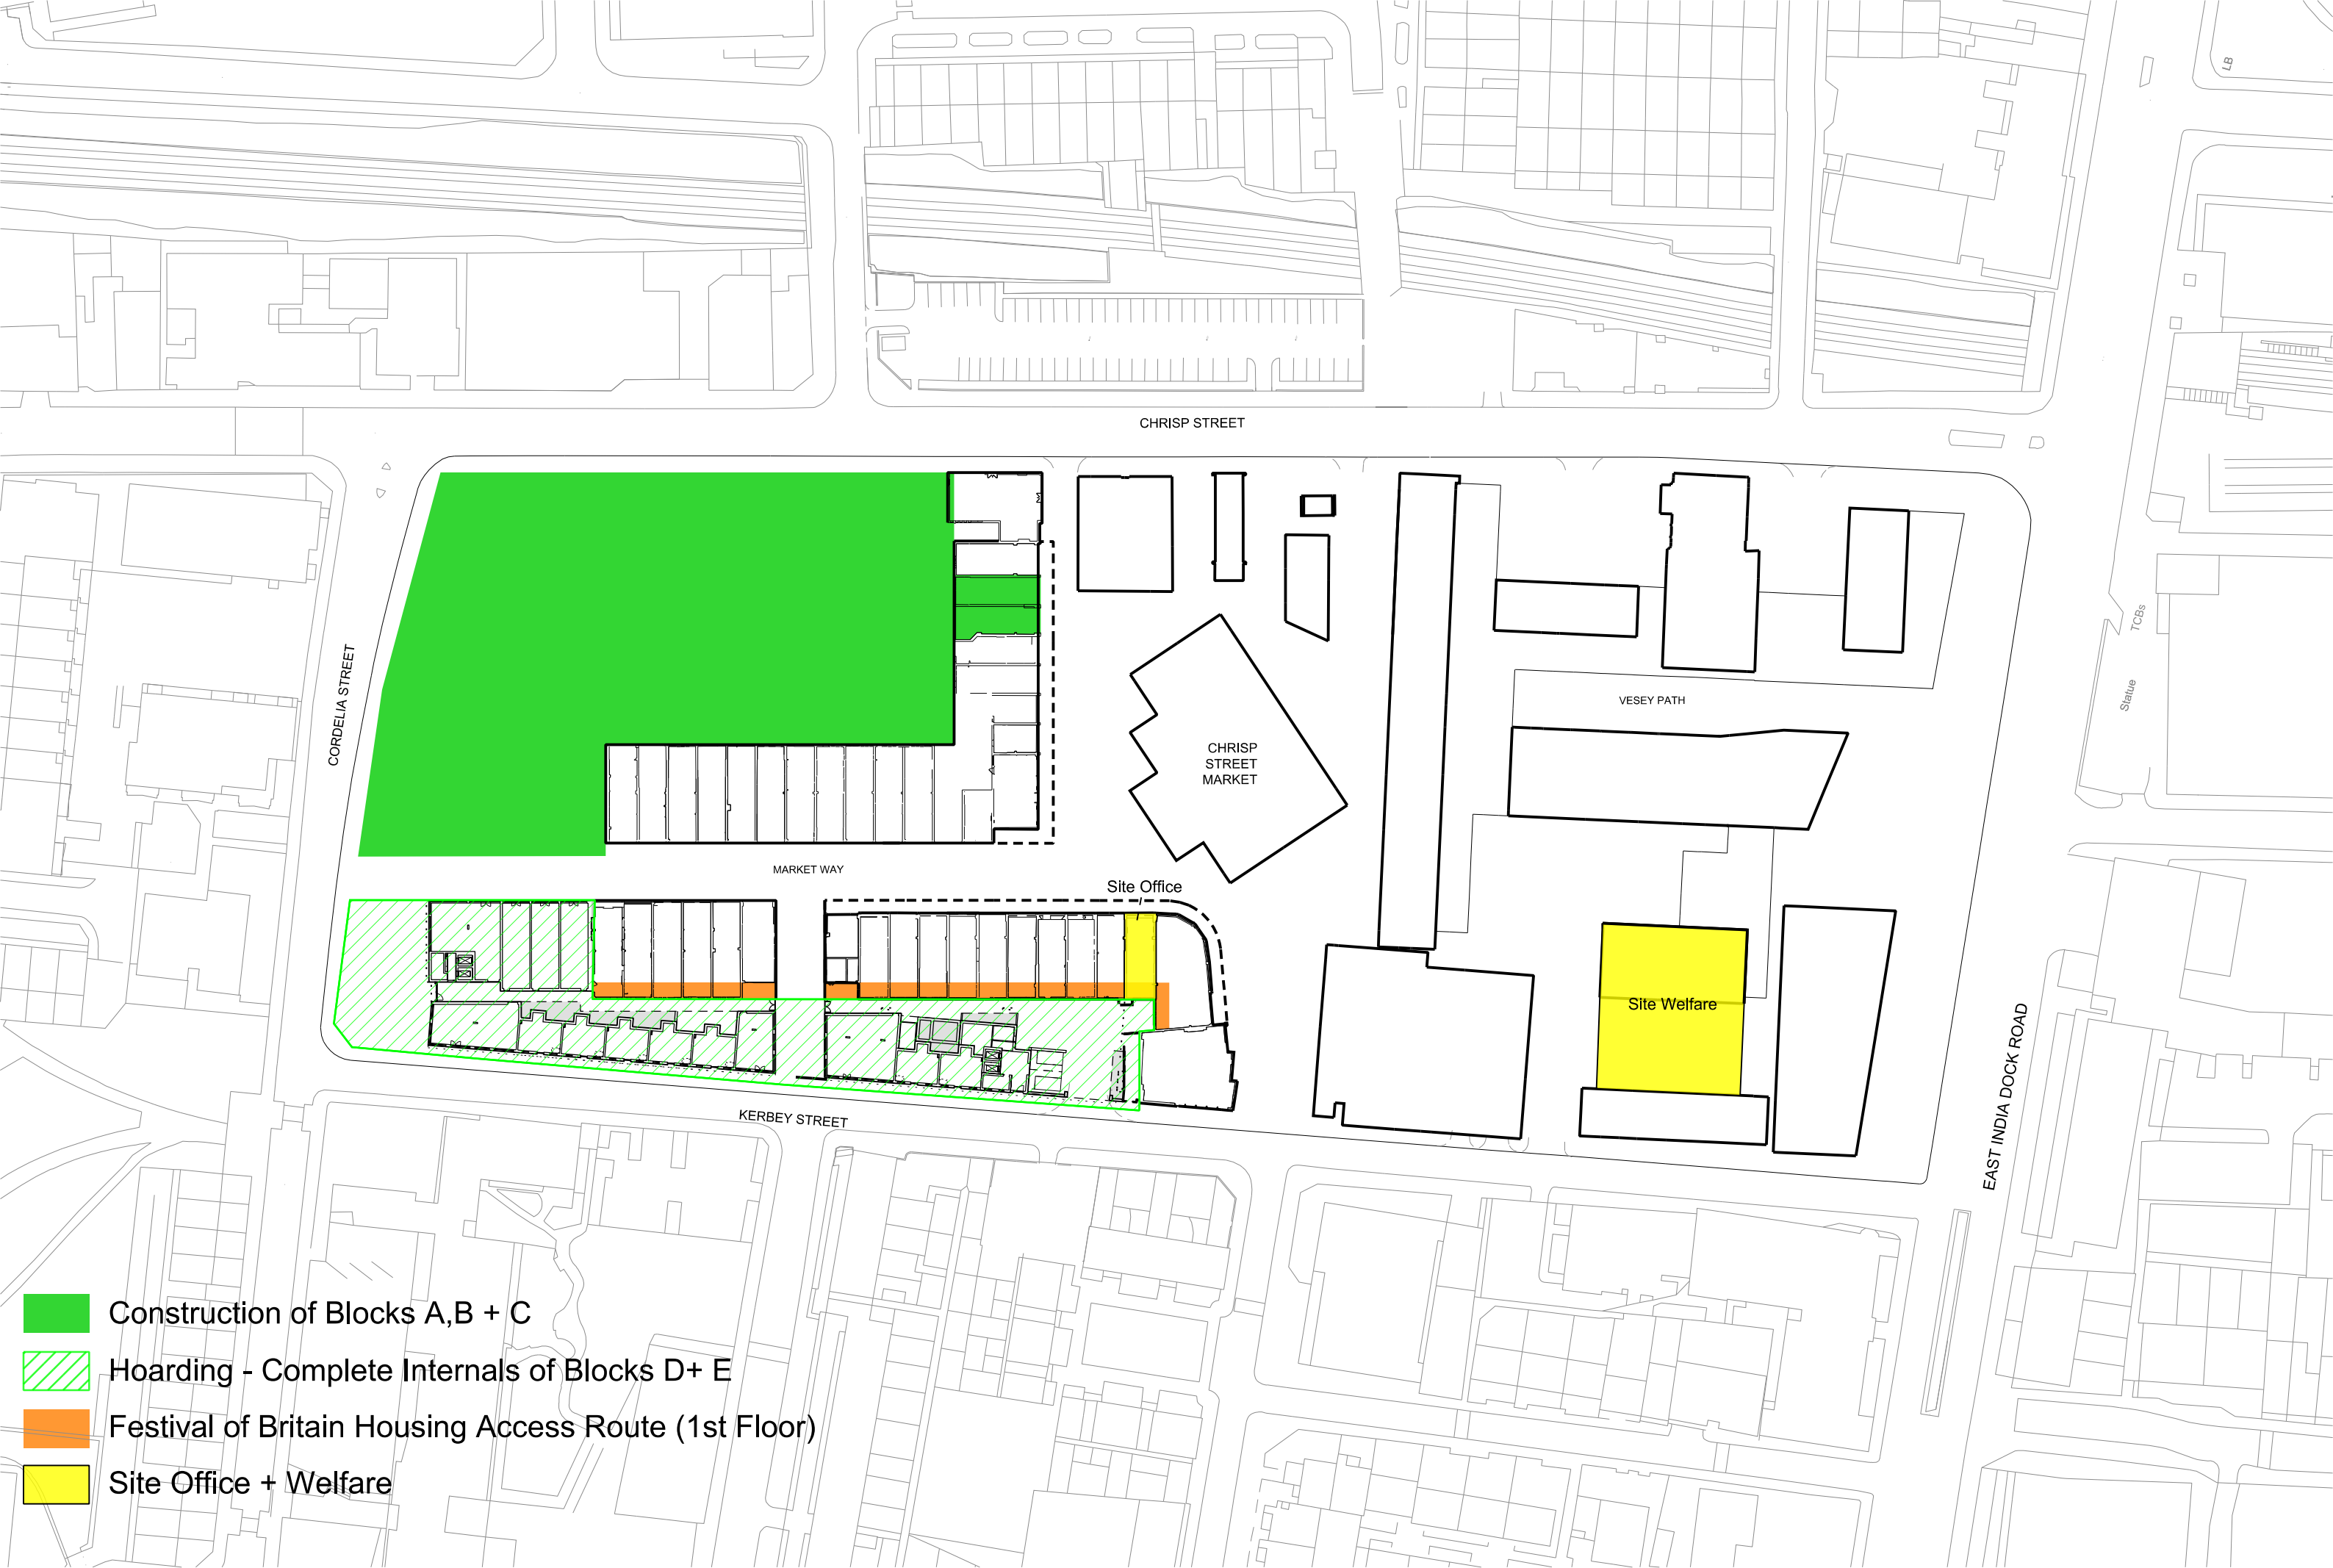 LB
CHRISP STREET
TCBs
Statue
CORDELIA STREET
VESEY PATH
CHRISP
STREET
MARKET
MARKET WAY
Site Office
Site Welfare
EAST INDIA DOCK ROAD
KERBEY STREET
Construction of Blocks A,B + C
Hoarding - Complete Internals of Blocks D+ E
Festival of Britain Housing Access Route (1st Floor)
Site Office + Welfare